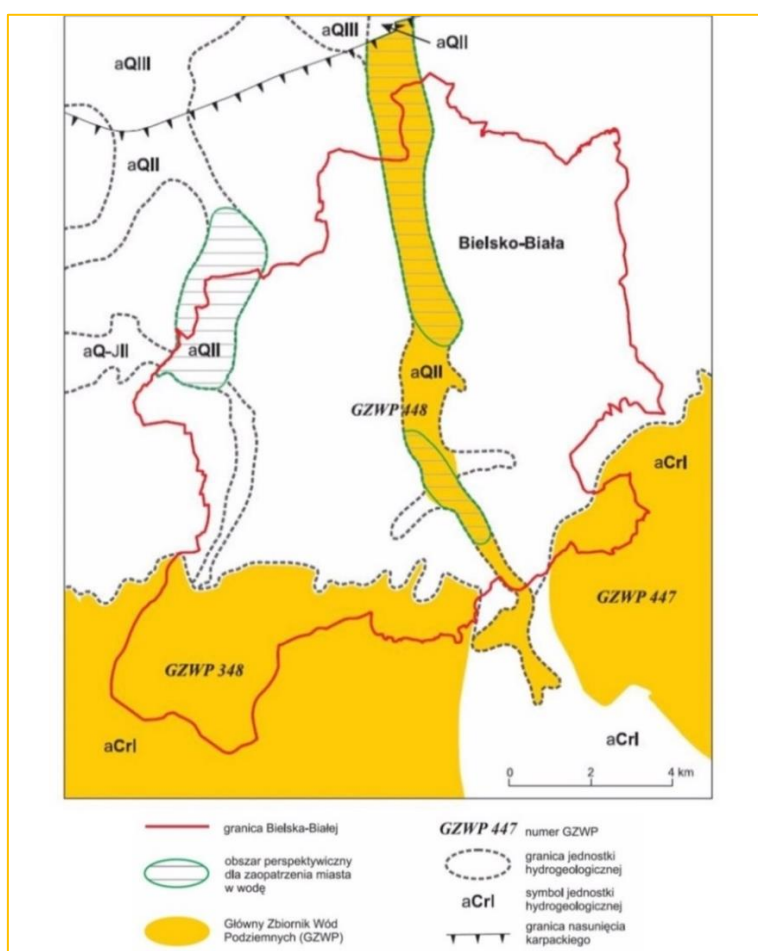 aQIII
aQII
aQIII
aQII
Bielsko-Biała
aQ-JII
aQII
aQII
GZWP 448
aCrI
GZWP 447
GZWP 348
aCrI
aCrI
0 2 4 km
granica Bielska-Białej
obszar perspektywiczny
dla zaopatrzenia miasta
w wodę
Główny Zbiornik Wód
Podziemnych (GZWP)
GZWP 447 numer GZWP
granica jednostki
hydrogeologicznej
aCrI
symbol jednostki
hydrogeologicznej
granica nasunięcia
karpackiego